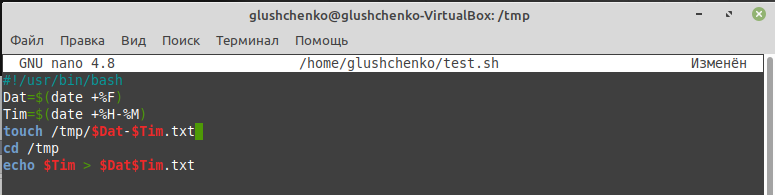 glushchenko@glushchenko-VirtualBox: /tmp
Файл Правка Вид Поиск Терминал Помощь
GNU nano 4.8 /home/glushchenko/test.sh Изменён
#!/usr/bin/bash
Dat=$(date +%F)
Tim=$(date +%H-%M)
touch /tmp/$Dat-$Tim.txt
cd /tmp
echo $Tim > $Dat$Tim.txt